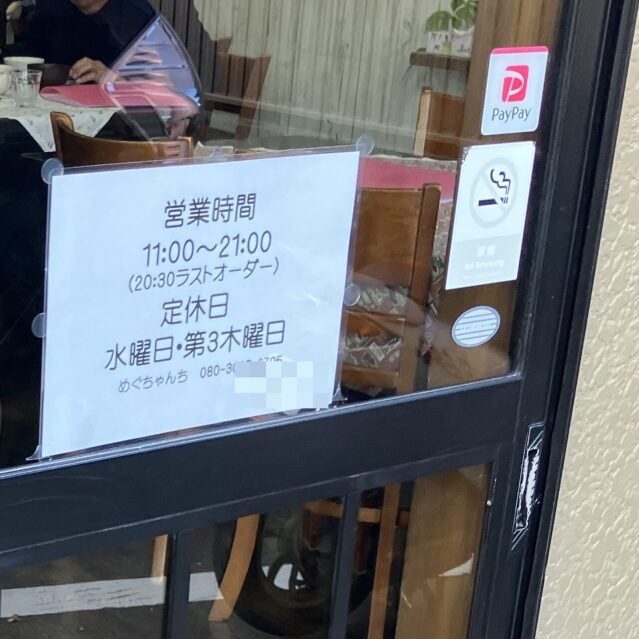 営業時間
11:00〜21:00
(20:30ラストオーダー)
定休日
水曜日・第3木曜日
めぐちゃんち 080-
PayPay
禁煙
No Smoking